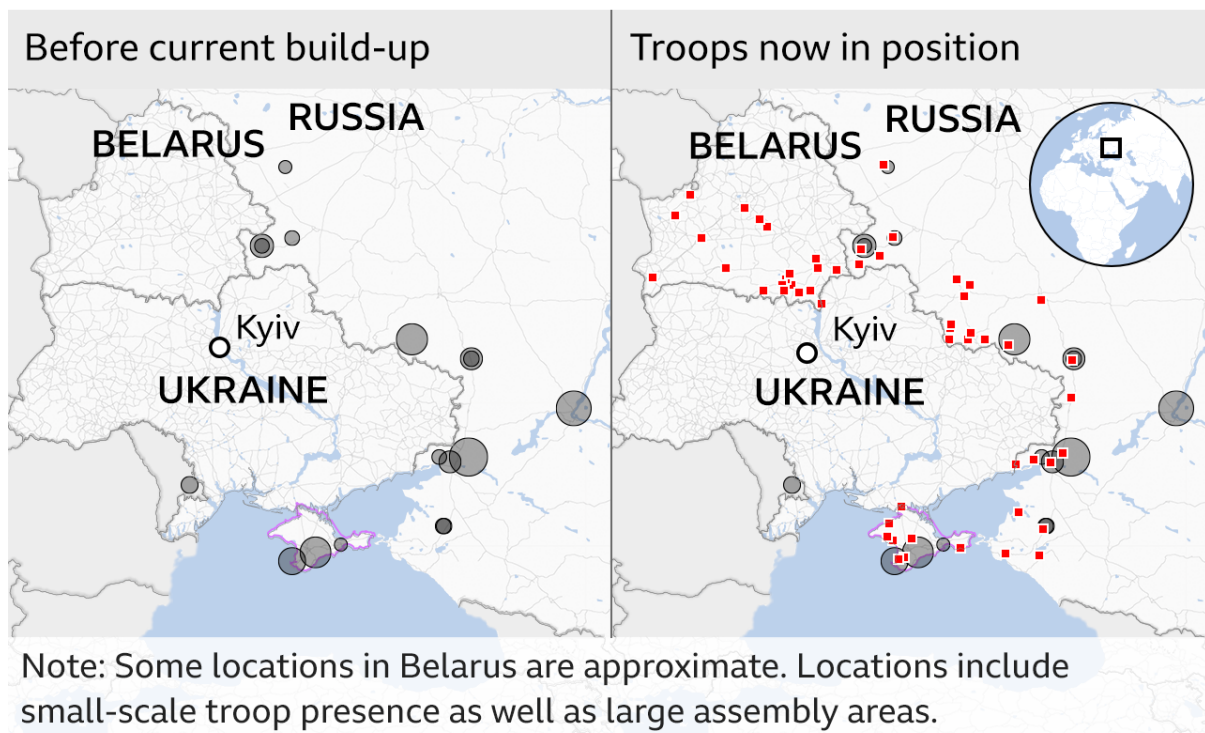 Before current build-up
Troops now in position
RUSSIA
BELARUS
Kyiv
UKRAINE
RUSSIA
BELARUS
Kyiv
UKRAINE
Note: Some locations in Belarus are approximate. Locations include
small-scale troop presence as well as large assembly areas.